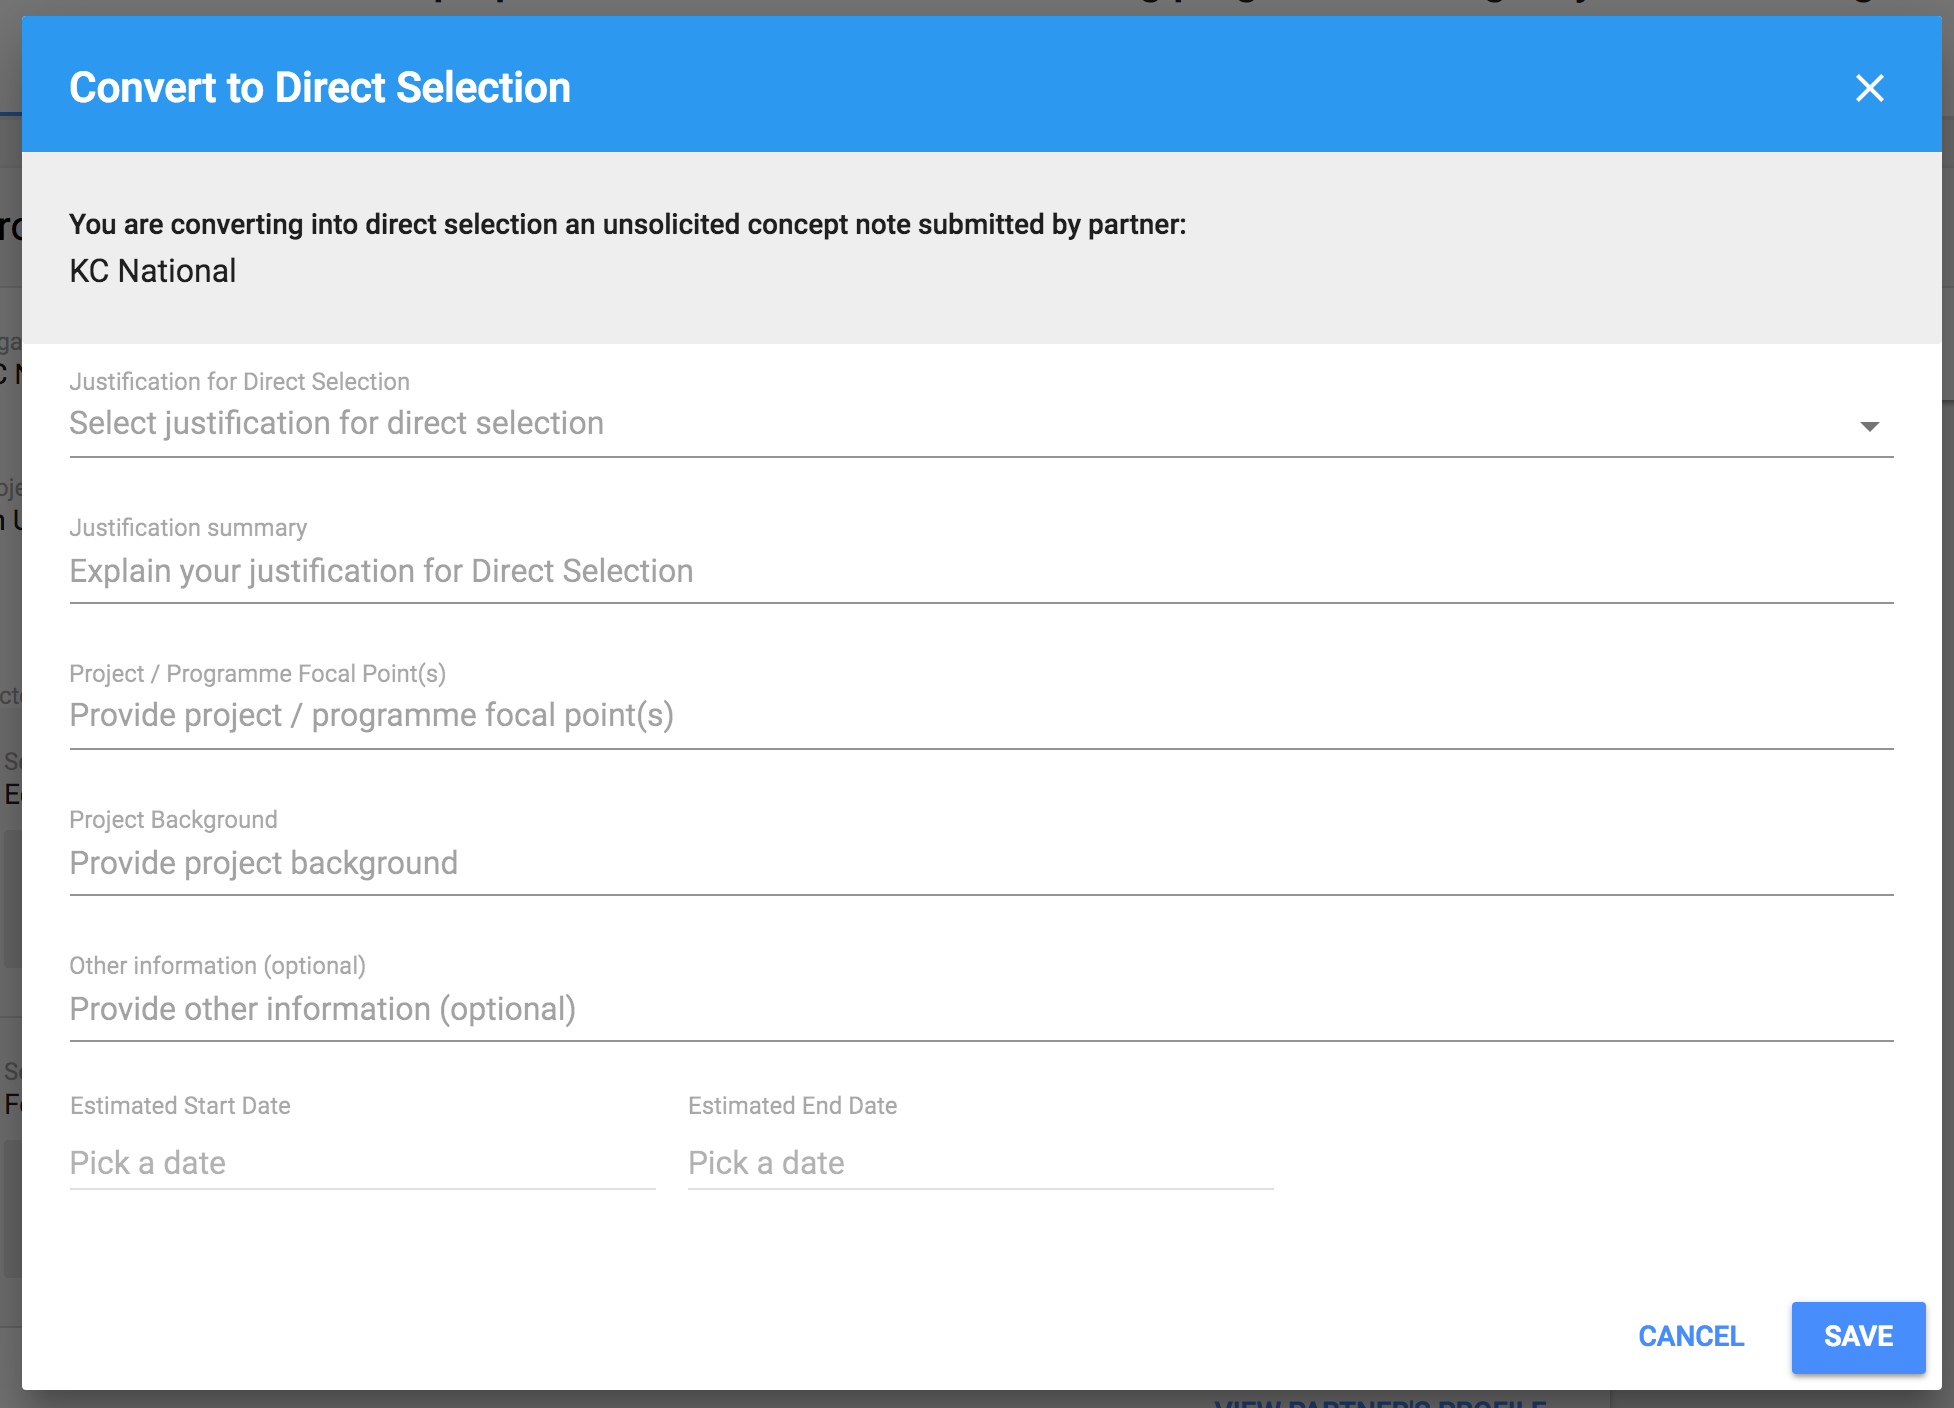 Convert to Direct Selection
You are converting into direct selection an unsolicited concept note submitted by partner:
KC National
Justification for Direct Selection
Select justification for direct selection
Justification summary
Explain your justification for Direct Selection
Project / Programme Focal Point(s)
Provide project / programme focal point(s)
Project Background
Provide project background
Other information (optional)
Provide other information (optional)
Estimated Start Date Estimated End Date
Pick a date Pick a date
CANCEL SAVE
VIEW PARTNER'S PROFILE